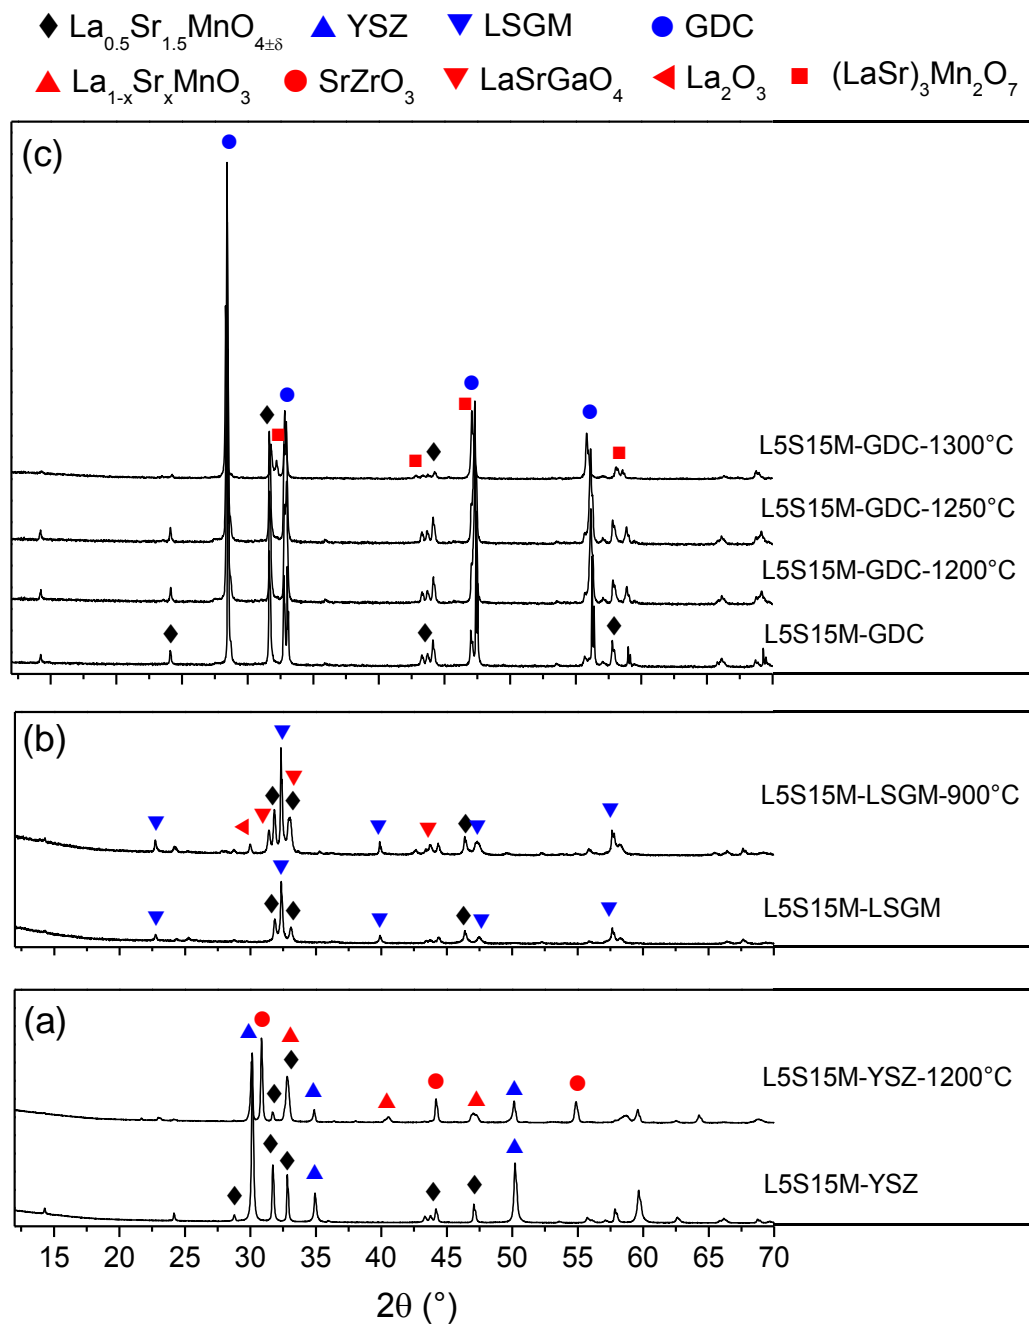 La0.5Sr1.5MnO4±δ YSZ LSGM GDC
La1-xSrxMnO3 SrZrO3 LaSrGaO4 La2O3 (LaSr)3Mn2O7
(c)
L5S15M-GDC-1300°C
L5S15M-GDC-1250°C
L5S15M-GDC-1200°C
L5S15M-GDC
(b)
L5S15M-LSGM-900°C
L5S15M-LSGM
(a)
L5S15M-YSZ-1200°C
L5S15M-YSZ
15 20 25 30 35 40 45 50 55 60 65 70
2θ (°)